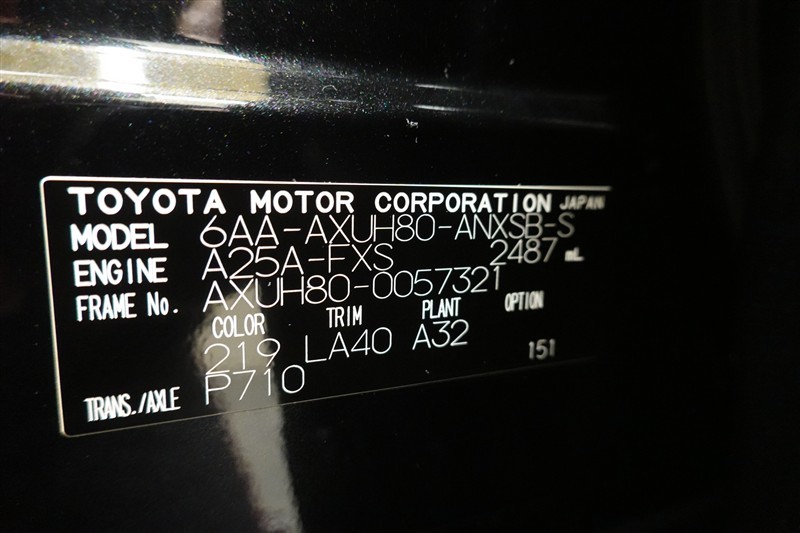 TOYOTA MOTOR CORPORATION JAPAN
MODEL 6AA-AXUH80-ANXSB-S
ENGINE A25A-FXS 2487 mL
FRAME No. AXUH80-0057321
COLOR TRIM PLANT OPTION
219 LA40 A32
TRANS./AXLE P710 151